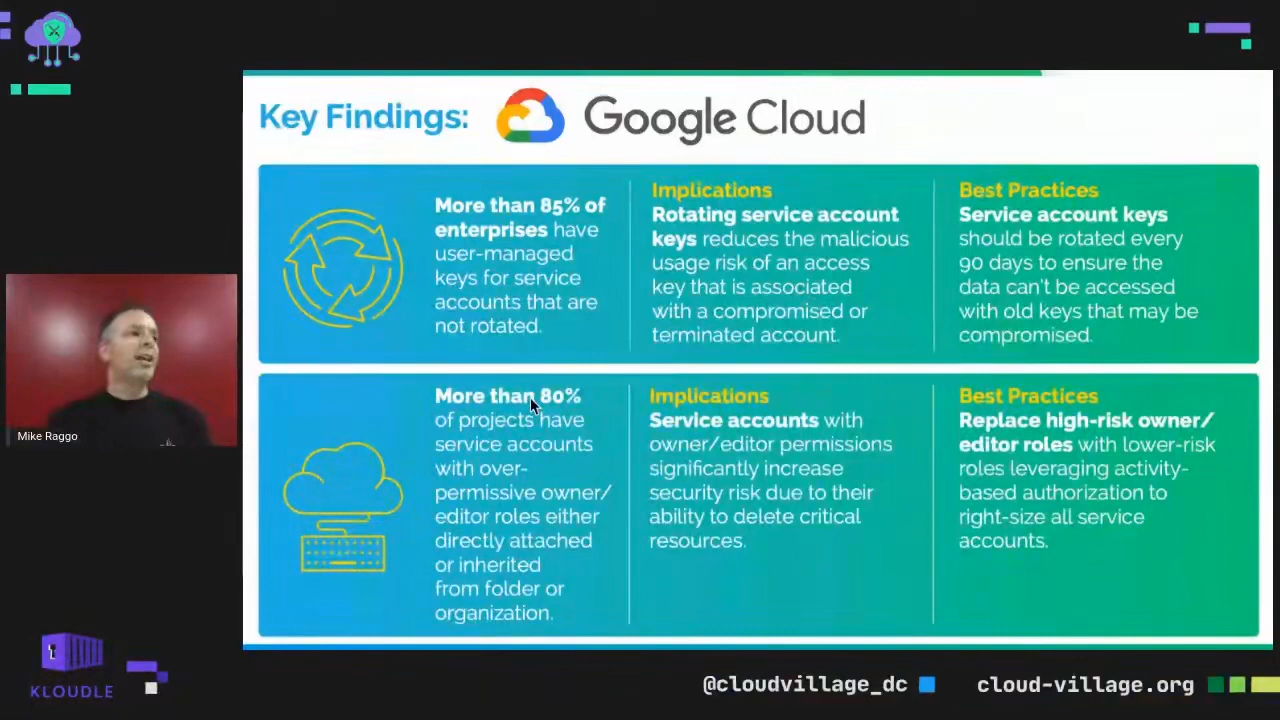 Key Findings: Google Cloud
More than 85% of
enterprises have
user-managed
keys for service
accounts that are
not rotated.
Implications
Rotating service account
keys reduces the malicious
usage risk of an access
key that is associated
with a compromised or
terminated account.
Best Practices
Service account keys
should be rotated every
90 days to ensure the
data can't be accessed
with old keys that may be
compromised.
More than 80%
of projects have
service accounts
with over-
permissive owner/
editor roles either
directly attached
or inherited
from folder or
organization.
Implications
Service accounts with
owner/editor permissions
significantly increase
security risk due to their
ability to delete critical
resources.
Best Practices
Replace high-risk owner/
editor roles with lower-risk
roles leveraging activity-
based authorization to
right-size all service
accounts.
Mike Raggo
KLOUDLE
@cloudvillage_dc
cloud-village.org